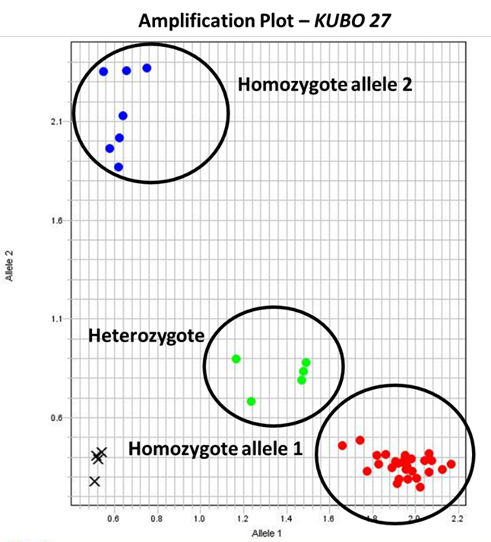 Amplification Plot – KUBO 27
Homozygote allele 2
2.1
1.6
Allele 2
1.1
Heterozygote
0.6
Homozygote allele 1
0.6 0.8 1.0 1.2 1.4 1.6 1.8 2.0 2.2
Allele 1